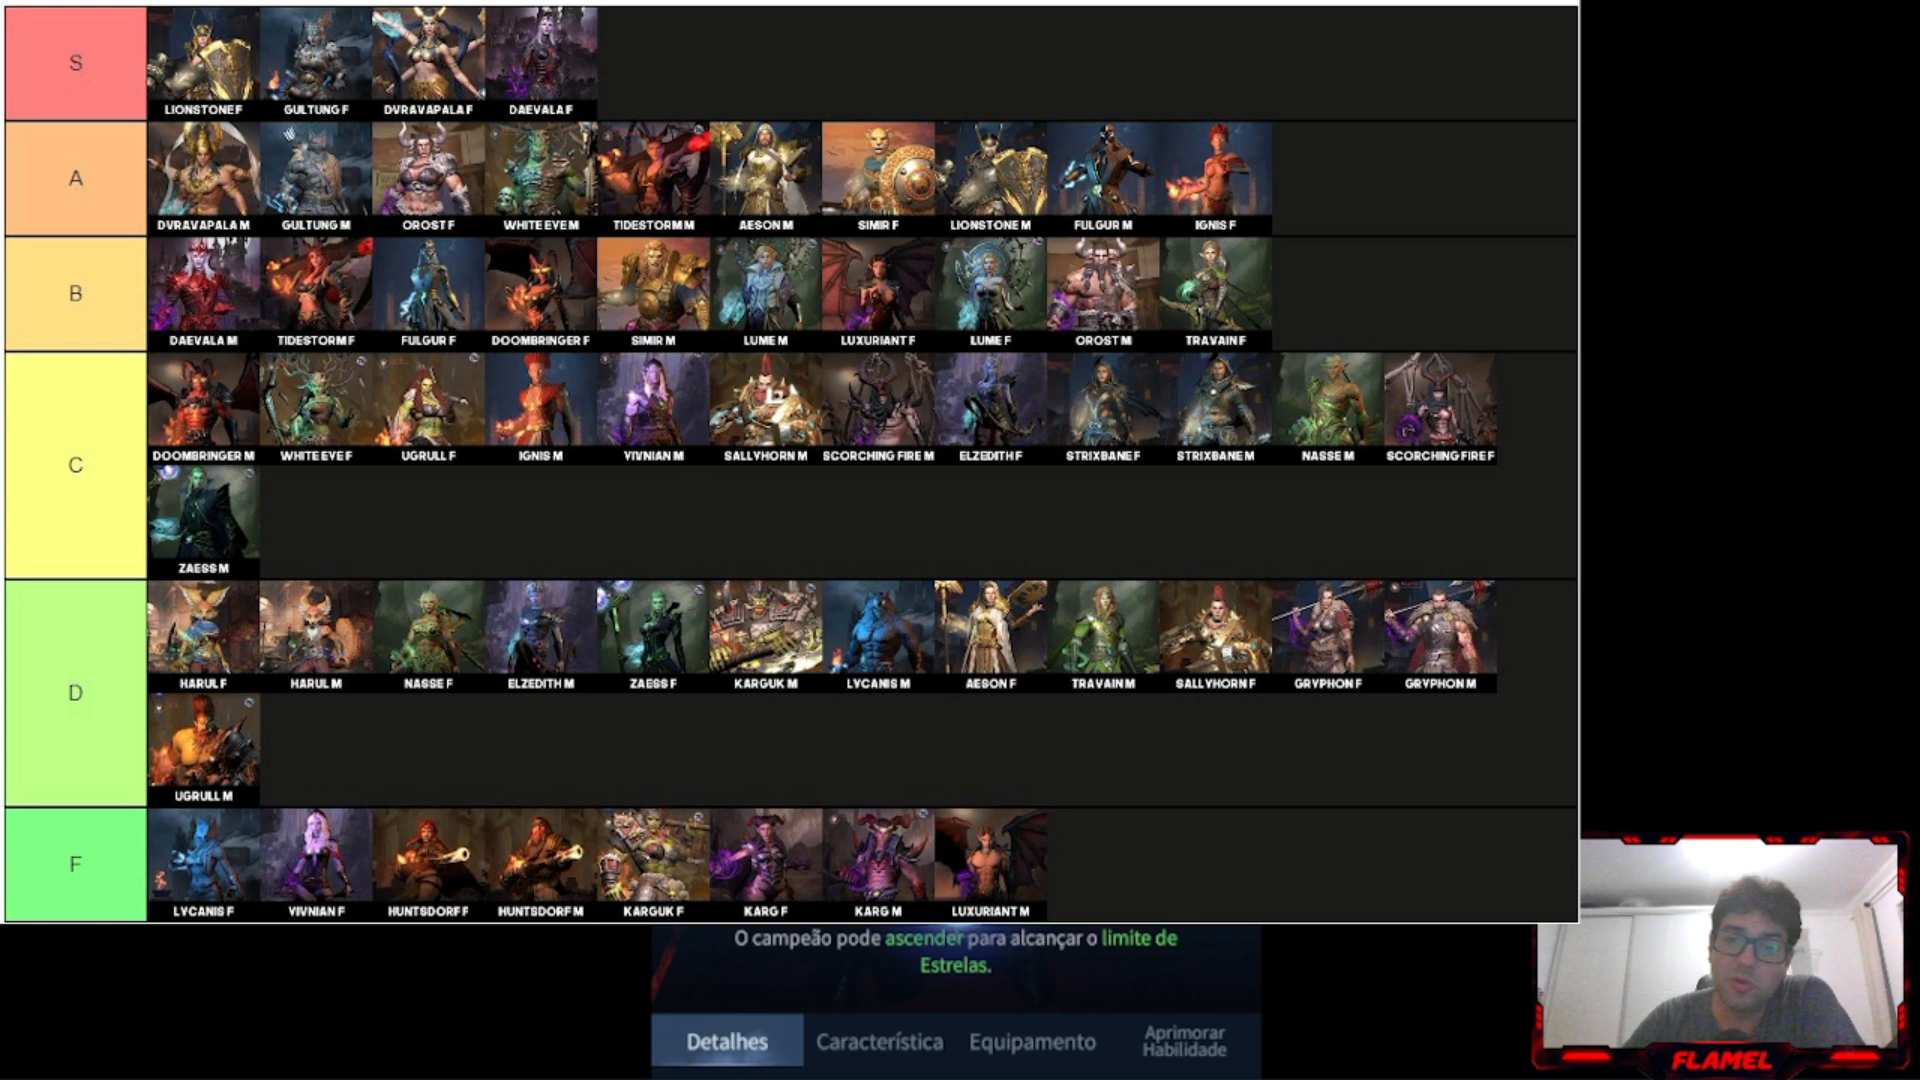 S
LIONSTONE F GULTUNG F DVRAVAPALA F DAEVALA F
A
DVRAVAPALA M GULTUNG M OROST F WHITE EYE M TIDESTORM M AESON M SIMIR F LIONSTONE M FULGUR M IGNIS F
B
DAEVALA M TIDESTORM F FULGUR F DOOMBRINGER F SIMIR M LUME M LUXURIANT F LUME F OROST M TRAVAIN F
C
DOOMBRINGER M WHITE EYE F UGRULL F IGNIS M VIVNIAN M SALLYHORN M SCORCHING FIRE M ELZEDITH F STRIXBANE F STRIXBANE M NASSE M SCORCHING FIRE F
ZAESS M
D
HARUL F HARUL M NASSE F ELZEDITH M ZAESS F KARGUK M LYCANIS M AESON F TRAVAIN M SALLYHORN F GRYPHON F GRYPHON M
UGRULL M
F
LYCANIS F VIVNIAN F HUNTSDORF F HUNTSDORF M KARGUK F KARG F KARG M LUXURIANT M
O campeão pode ascender para alcançar o limite de
Estrelas.
Detalhes Característica Equipamento Aprimorar
Habilidade
FLAMEL